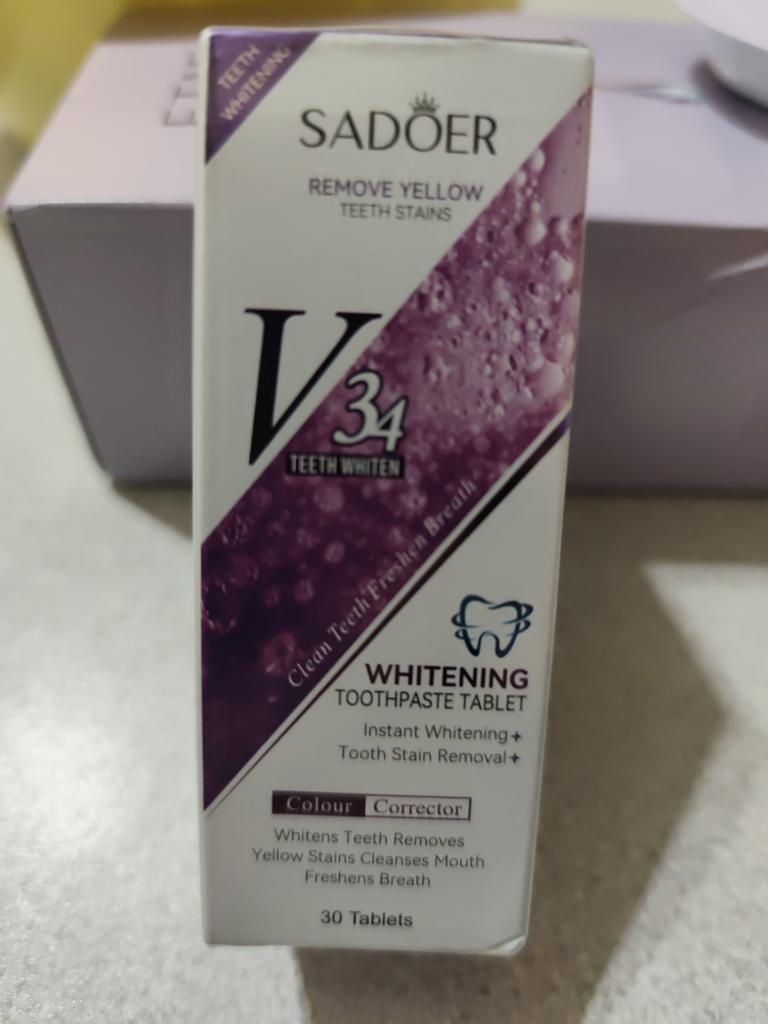 TEETH
WHITENING
SADOER
REMOVE YELLOW
TEETH STAINS
V34
TEETH WHITEN
Clean Teeth Freshen Breath
WHITENING
TOOTHPASTE TABLET
Instant Whitening+
Tooth Stain Removal+
Colour Corrector
Whitens Teeth Removes
Yellow Stains Cleanses Mouth
Freshens Breath
30 Tablets